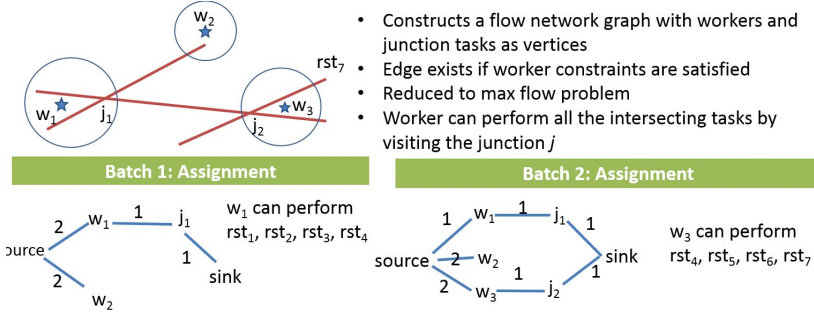 w2
w1
j1
rst7
w3
j2
• Constructs a flow network graph with workers and
junction tasks as vertices
• Edge exists if worker constraints are satisfied
• Reduced to max flow problem
• Worker can perform all the intersecting tasks by
visiting the junction j
Batch 1: Assignment
2
w1
1
j1
ource
2
w2
1
sink
w1 can perform
rst1, rst2, rst3, rst4
Batch 2: Assignment
1
w1
1
j1
1
source
2
w2
sink
2
w3
1
j2
1
w3 can perform
rst4, rst5, rst6, rst7